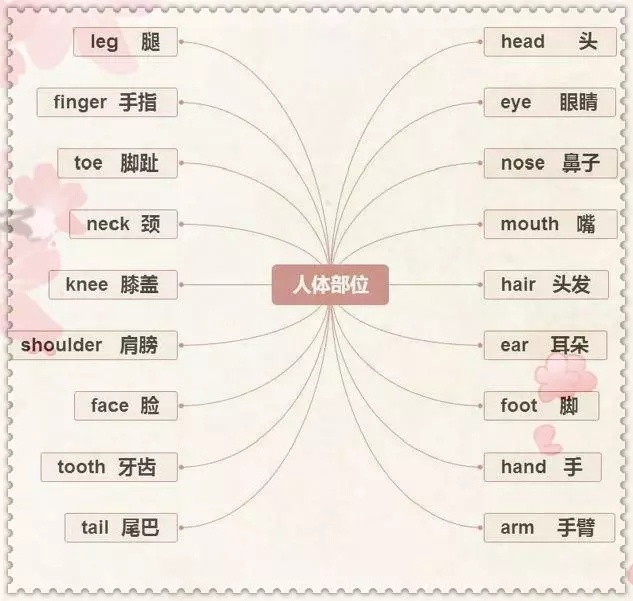 leg 腿
finger 手指
toe 脚趾
neck 颈
knee 膝盖
shoulder 肩膀
face 脸
tooth 牙齿
tail 尾巴
人体部位
head 头
eye 眼睛
nose 鼻子
mouth 嘴
hair 头发
ear 耳朵
foot 脚
hand 手
arm 手臂